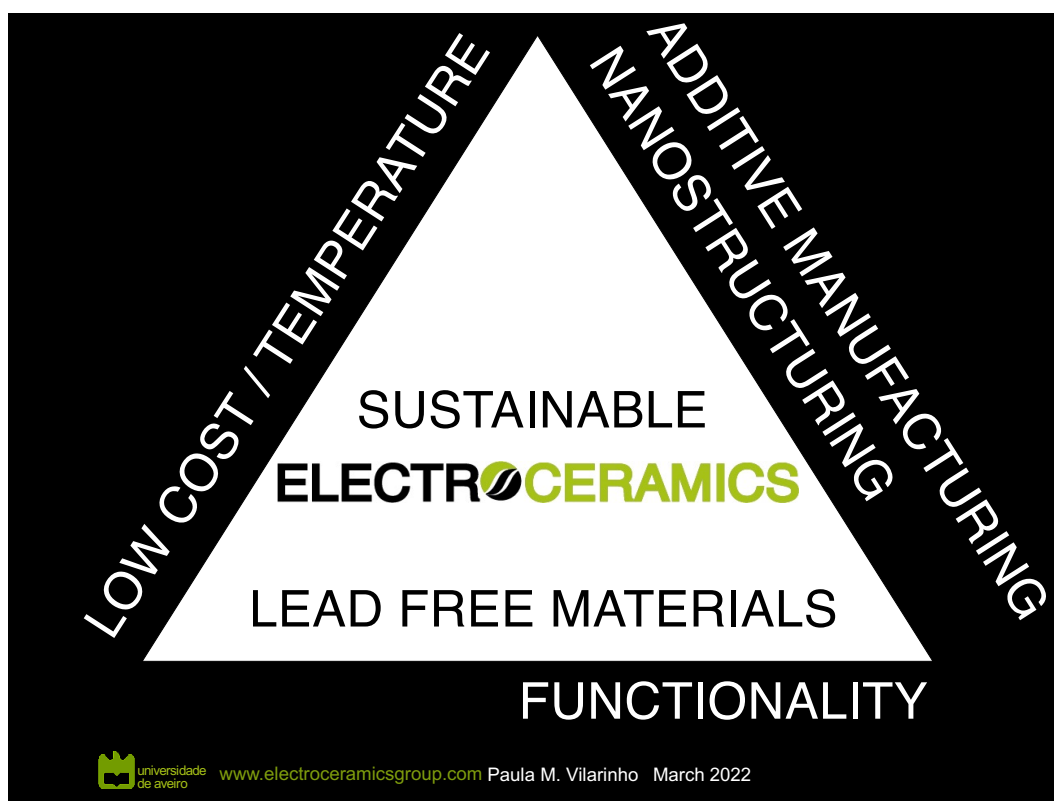 LOW COST / TEMPERATURE
ADDITIVE MANUFACTURING
NANOSTRUCTURING
SUSTAINABLE
ELECTROCERAMICS
LEAD FREE MATERIALS
FUNCTIONALITY
universidade
de aveiro
www.electroceramicsgroup.com Paula M. Vilarinho March 2022